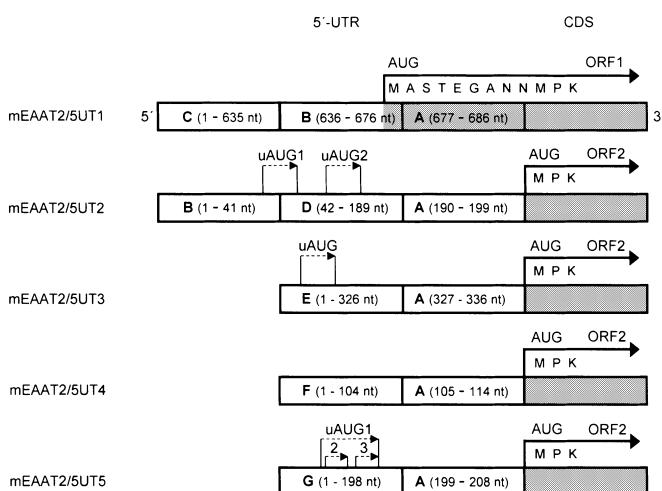 5´-UTR CDS
AUG ORF1
M A S T E G A N N M P K
mEAAT2/5UT1 5´ C (1 - 635 nt) B (636 - 676 nt) A (677 - 686 nt) 3
uAUG1 uAUG2 AUG ORF2
M P K
mEAAT2/5UT2 B (1 - 41 nt) D (42 - 189 nt) A (190 - 199 nt)
uAUG AUG ORF2
M P K
mEAAT2/5UT3 E (1 - 326 nt) A (327 - 336 nt)
AUG ORF2
M P K
mEAAT2/5UT4 F (1 - 104 nt) A (105 - 114 nt)
uAUG1 AUG ORF2
2 3 M P K
mEAAT2/5UT5 G (1 - 198 nt) A (199 - 208 nt)